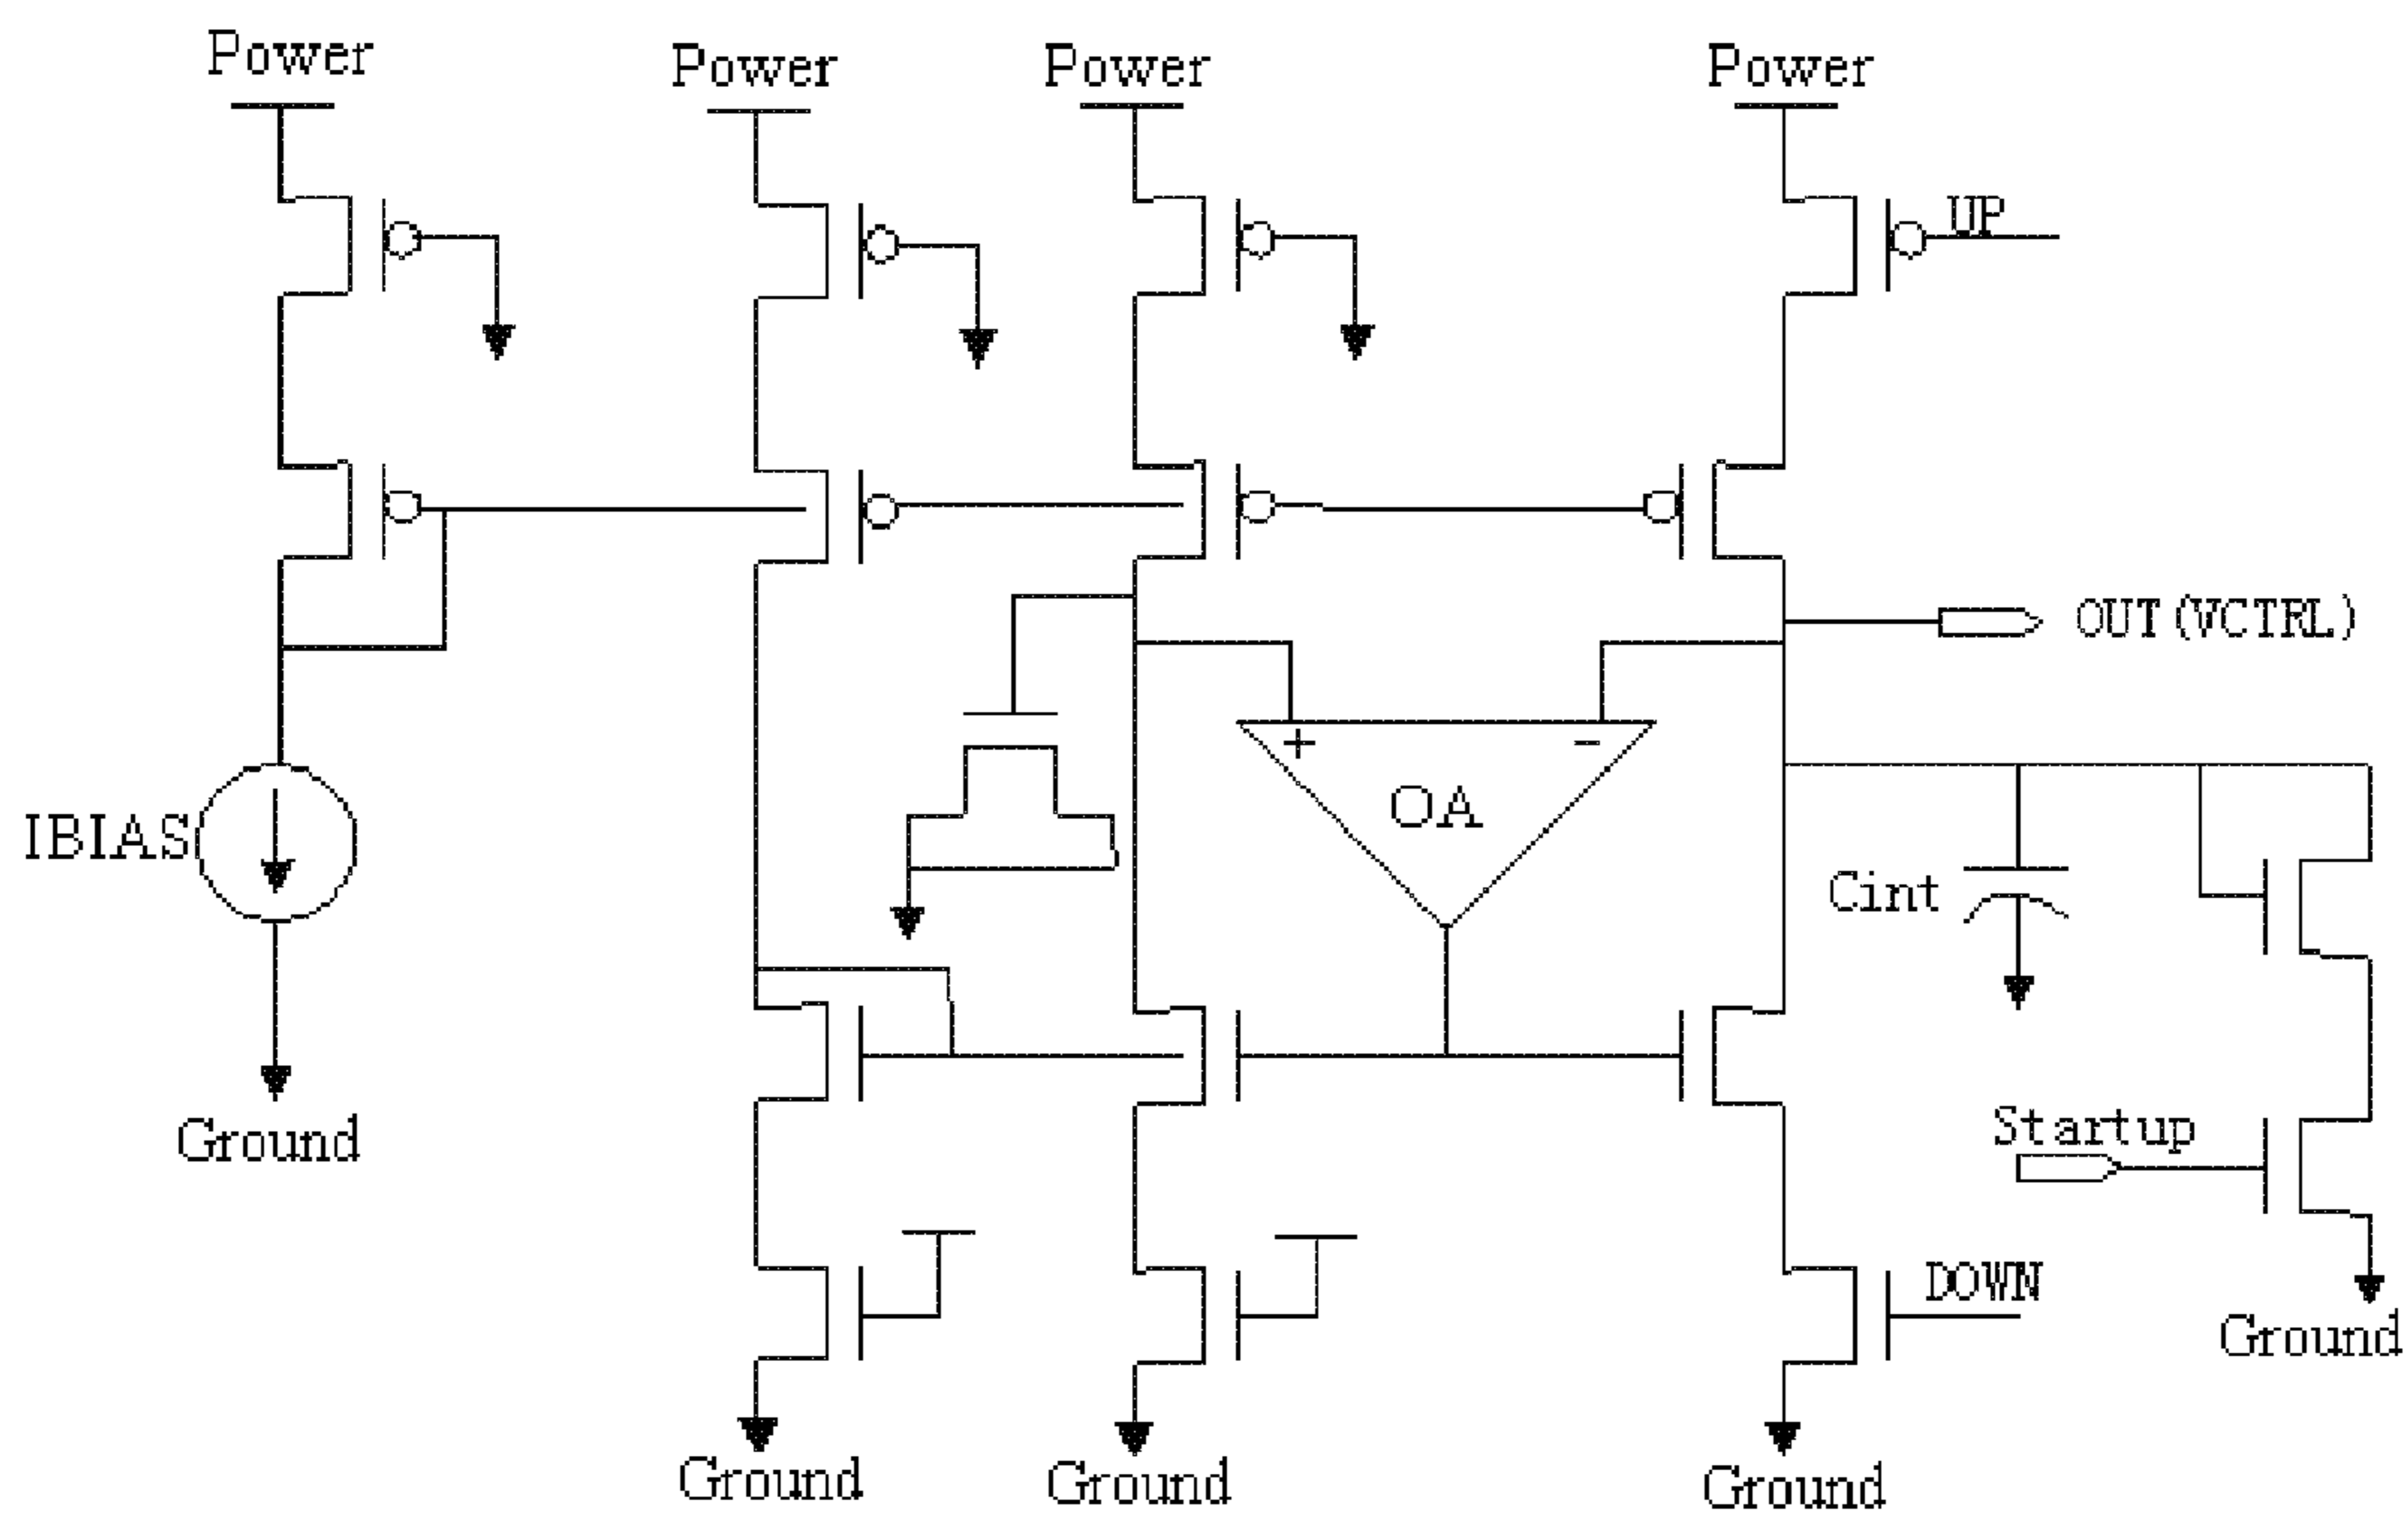 Power
Power
Power
Power
UP
OUT(VCTRL)
+
-
OA
IBIAS
Cint
Ground
Startup
DOWN
Ground
Ground
Ground
Ground